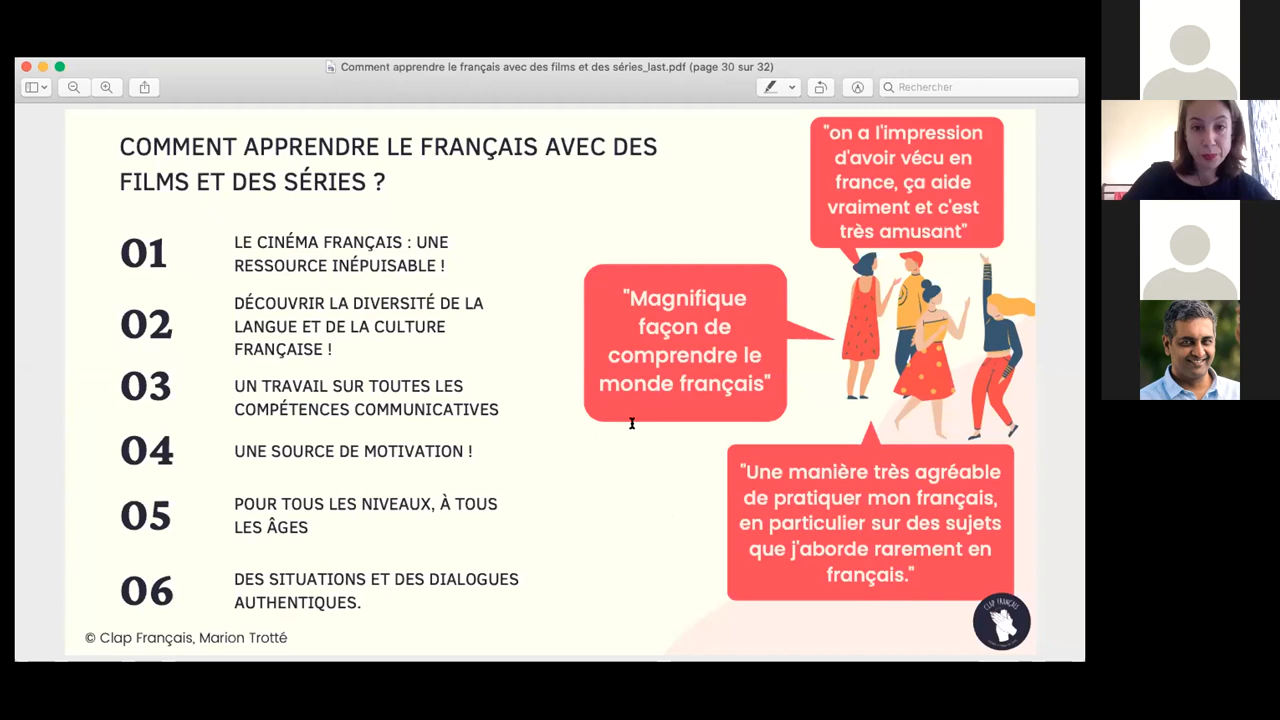 Comment apprendre le français avec des films et des séries_last.pdf (page 30 sur 32)
Rechercher
COMMENT APPRENDRE LE FRANÇAIS AVEC DES
FILMS ET DES SÉRIES ?
01
LE CINÉMA FRANÇAIS : UNE
RESSOURCE INÉPUISABLE !
02
DÉCOUVRIR LA DIVERSITÉ DE LA
LANGUE ET DE LA CULTURE
FRANÇAISE !
03
UN TRAVAIL SUR TOUTES LES
COMPÉTENCES COMMUNICATIVES
04
UNE SOURCE DE MOTIVATION !
05
POUR TOUS LES NIVEAUX, À TOUS
LES ÂGES
06
DES SITUATIONS ET DES DIALOGUES
AUTHENTIQUES.
"on a l'impression
d'avoir vécu en
france, ça aide
vraiment et c'est
très amusant"
"Magnifique
façon de
comprendre le
monde français"
"Une manière très agréable
de pratiquer mon français,
en particulier sur des sujets
que j'aborde rarement en
français."
© Clap Français, Marion Trotté
CLAP FRANÇAIS